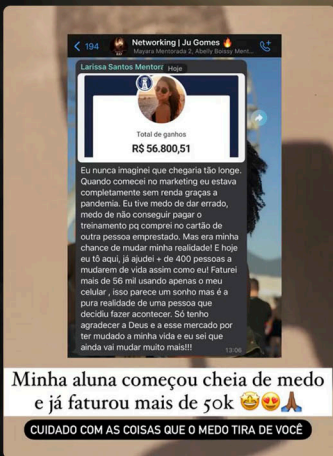 194
Networking | Ju Gomes 🔥
Mayara Mentorada 2, Abelly Boissy Ment...
Larissa Santos Mentora
Hoje
Total de ganhos
R$ 56.800,51
Eu nunca imaginei que chegaria tão longe.
Quando comecei no marketing eu estava
completamente sem renda graças a
pandemia. Eu tive medo de dar errado,
medo de não conseguir pagar o
treinamento pq comprei no cartão de
outra pessoa emprestado. Mas era minha
chance de mudar minha realidade! E hoje
eu tô aqui, já ajudei + de 400 pessoas a
mudarem de vida assim como eu! Faturei
mais de 56 mil usando apenas o meu
celular , isso parece um sonho mas é a
pura realidade de uma pessoa que
decidiu fazer acontecer. Só tenho
agradecer a Deus e a esse mercado por
ter mudado a minha vida e eu sei que
ainda vai mudar muito mais!!!
13:06
Minha aluna começou cheia de medo
e já faturou mais de 50k 🤩😍🙏🏾
CUIDADO COM AS COISAS QUE O MEDO TIRA DE VOCÊ